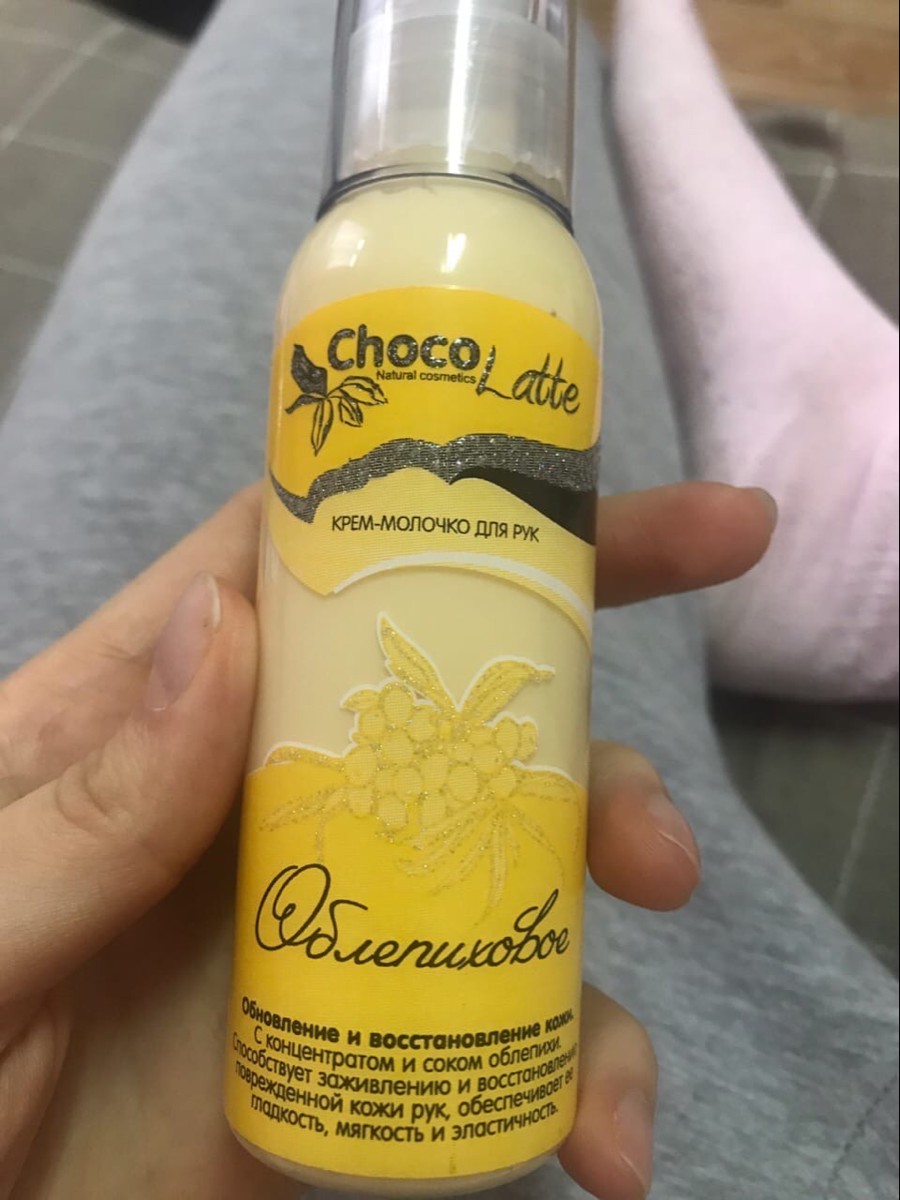 Choco Latte
Natural cosmetics
КРЕМ-МОЛОЧКО ДЛЯ РУК
Облепиховое
Обновление и восстановление кожи.
С концентратом и соком облепихи.
Способствует заживлению и восстановлению
поврежденной кожи рук, обеспечивает ее
гладкость, мягкость и эластичность.